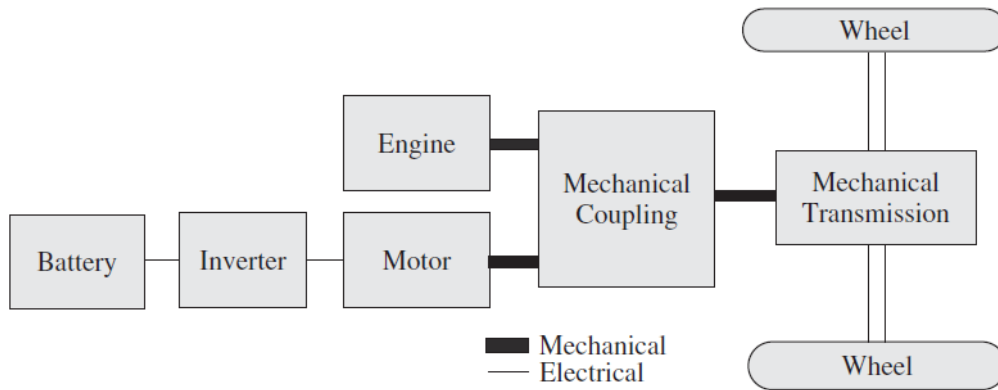 Wheel
Engine
Mechanical
Coupling
Mechanical
Transmission
Battery
Inverter
Motor
Mechanical
Electrical
Wheel